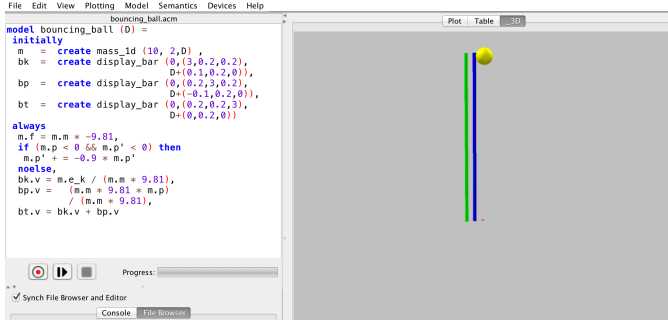 File Edit View Plotting Model Semantics Devices Help
bouncing_ball.acm
Plot Table _3D
model bouncing_ball (D) =
initially
m = create mass_1d (10, 2,D) ,
bk = create display_bar (0,(3,0.2,0.2),
D+(0.1,0.2,0)),
bp = create display_bar (0,(0.2,3,0.2),
D+(-0.1,0.2,0)),
bt = create display_bar (0,(0.2,0.2,3),
D+(0,0.2,0))
always
m.f = m.m * -9.81,
if (m.p < 0 && m.p' < 0) then
m.p' + = -0.9 * m.p'
noelse,
bk.v = m.e_k / (m.m * 9.81),
bp.v = (m.m * 9.81 * m.p)
/ (m.m * 9.81),
bt.v = bk.v + bp.v
Progress:
Synch File Browser and Editor
Console File Browser